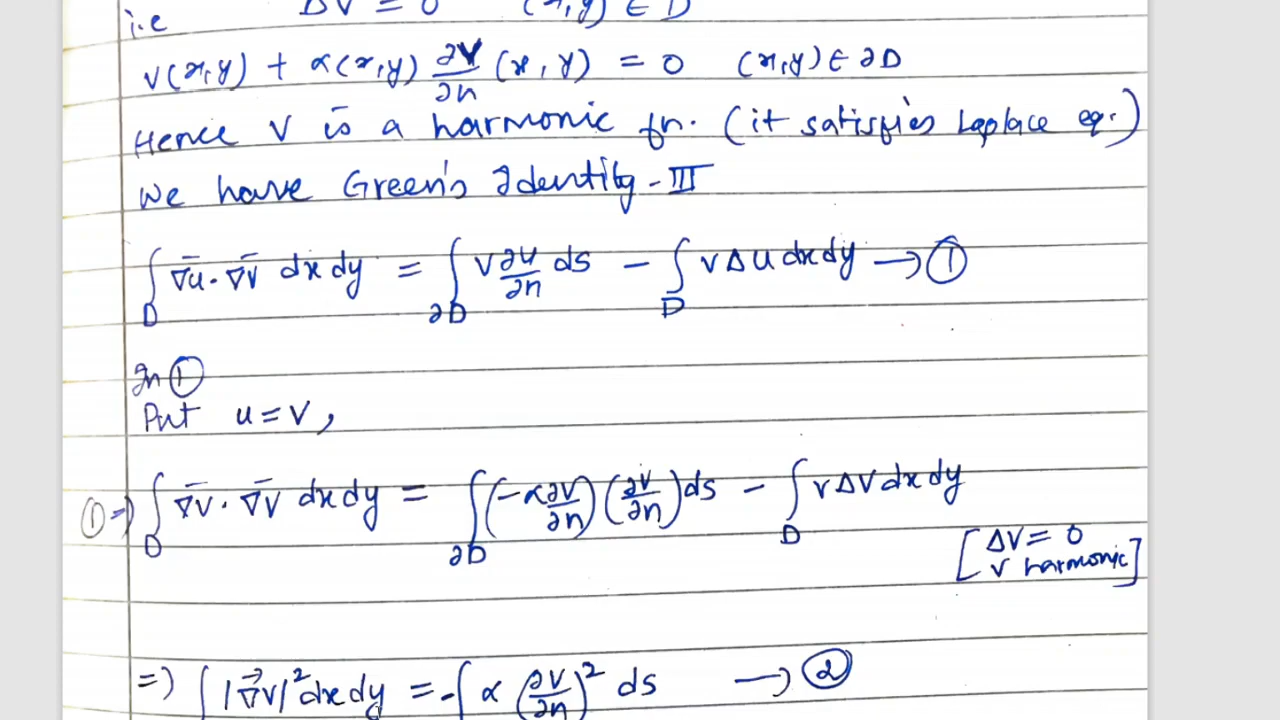 i.e ΔV = 0 (x,y) ∈ D
v(x,y) + α(x,y) ∂V/∂n (x,y) = 0 (x,y) ∈ ∂D
Hence V is a harmonic fn. (it satisfies Laplace eq.)
We have Green's Identity - III
∫_D ∇̄u · ∇̄v dx dy = ∫_∂D v ∂u/∂n ds − ∫_D v Δu dx dy → ①
In ①
Put u = v,
① ⇒ ∫_D ∇̄v · ∇̄v dx dy = ∫_∂D (−α ∂v/∂n) (∂v/∂n) ds − ∫_D v Δv dx dy
[ΔV = 0
V harmonic]
⇒) ∫ |∇⃗v|² dx dy = −∫ α (∂v/∂n)² ds → ②